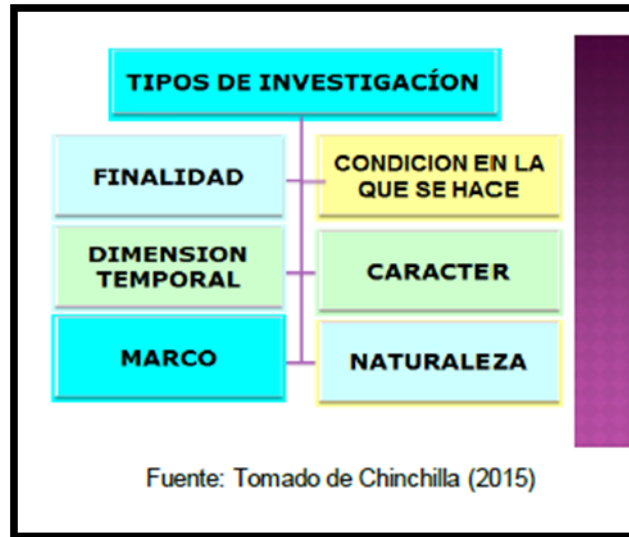 TIPOS DE INVESTIGACÍON
FINALIDAD
CONDICION EN LA
QUE SE HACE
DIMENSION
TEMPORAL
CARACTER
MARCO
NATURALEZA
Fuente: Tomado de Chinchilla (2015)